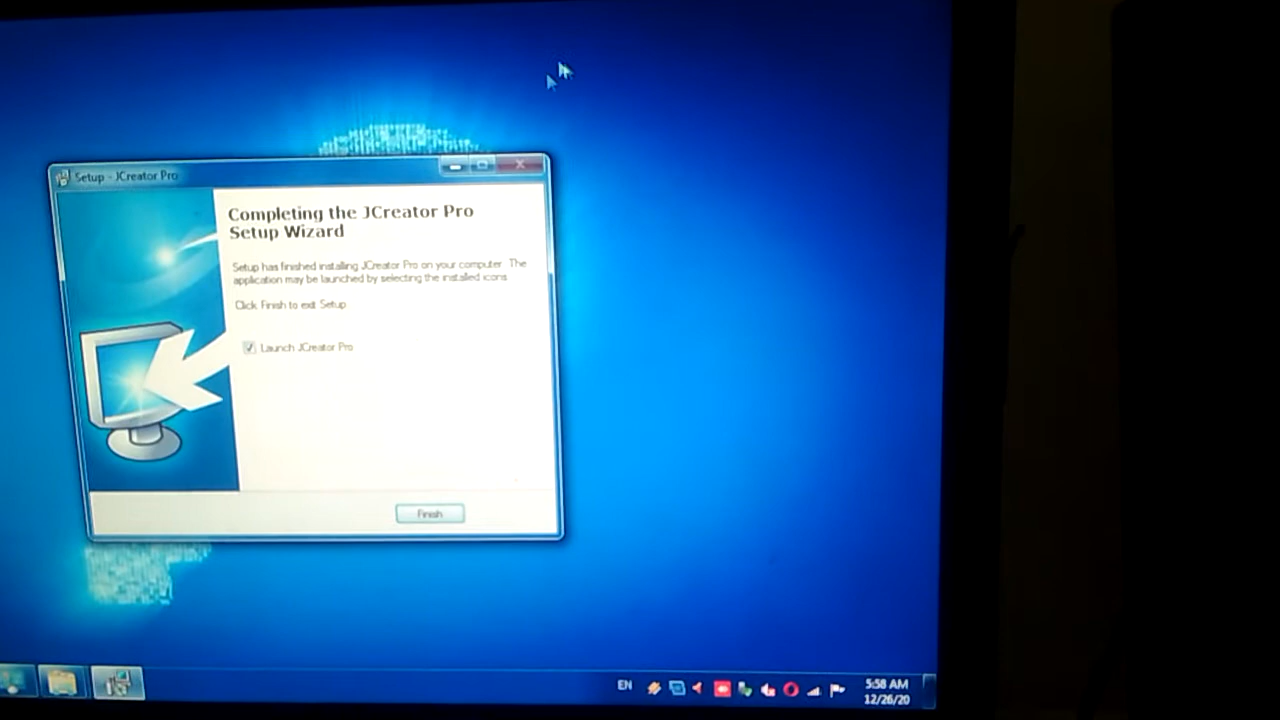 Setup - JCreator Pro
Completing the JCreator Pro
Setup Wizard
Setup has finished installing JCreator Pro on your computer. The
application may be launched by selecting the installed icons.
Click Finish to exit Setup.
Launch JCreator Pro
Finish
EN
5:58 AM
12/26/20